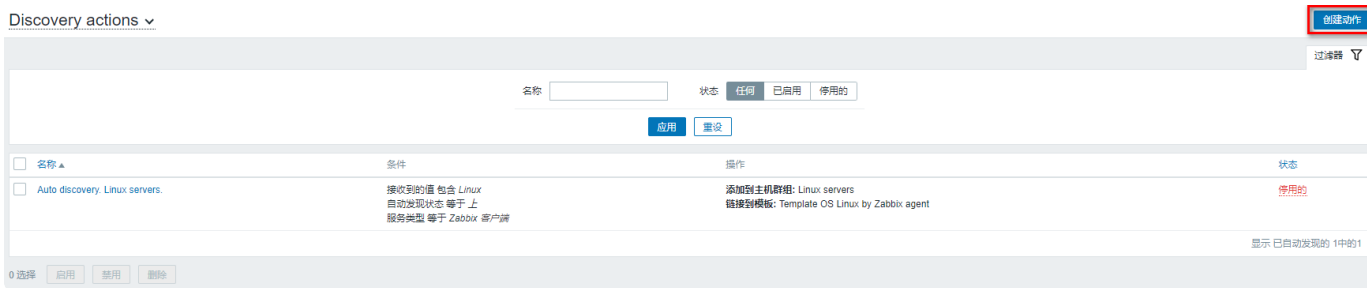 Discovery actions
创建动作
过滤器
名称 状态 任何 已启用 停用的
应用 重设
名称 条件 操作 状态
Auto discovery. Linux servers. 接收到的值 包含 Linux 添加到主机群组: Linux servers 停用的
自动发现状态 等于 上 链接到模板: Template OS Linux by Zabbix agent
服务类型 等于 Zabbix 客户端
显示 已自动发现的 1中的1
0 选择 启用 禁用 删除